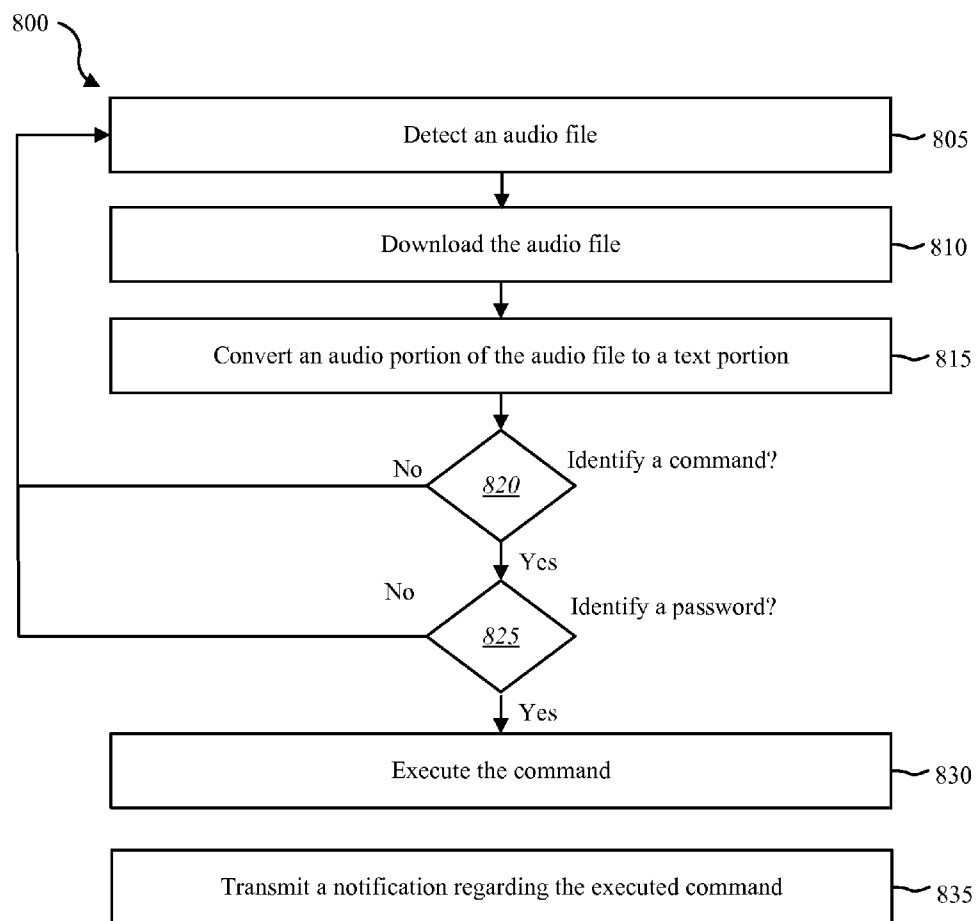 800
Detect an audio file
805
Download the audio file
810
Convert an audio portion of the audio file to a text portion
815
Identify a command?
No
820
Yes
No
Identify a password?
825
Yes
Execute the command
830
Transmit a notification regarding the executed command
835